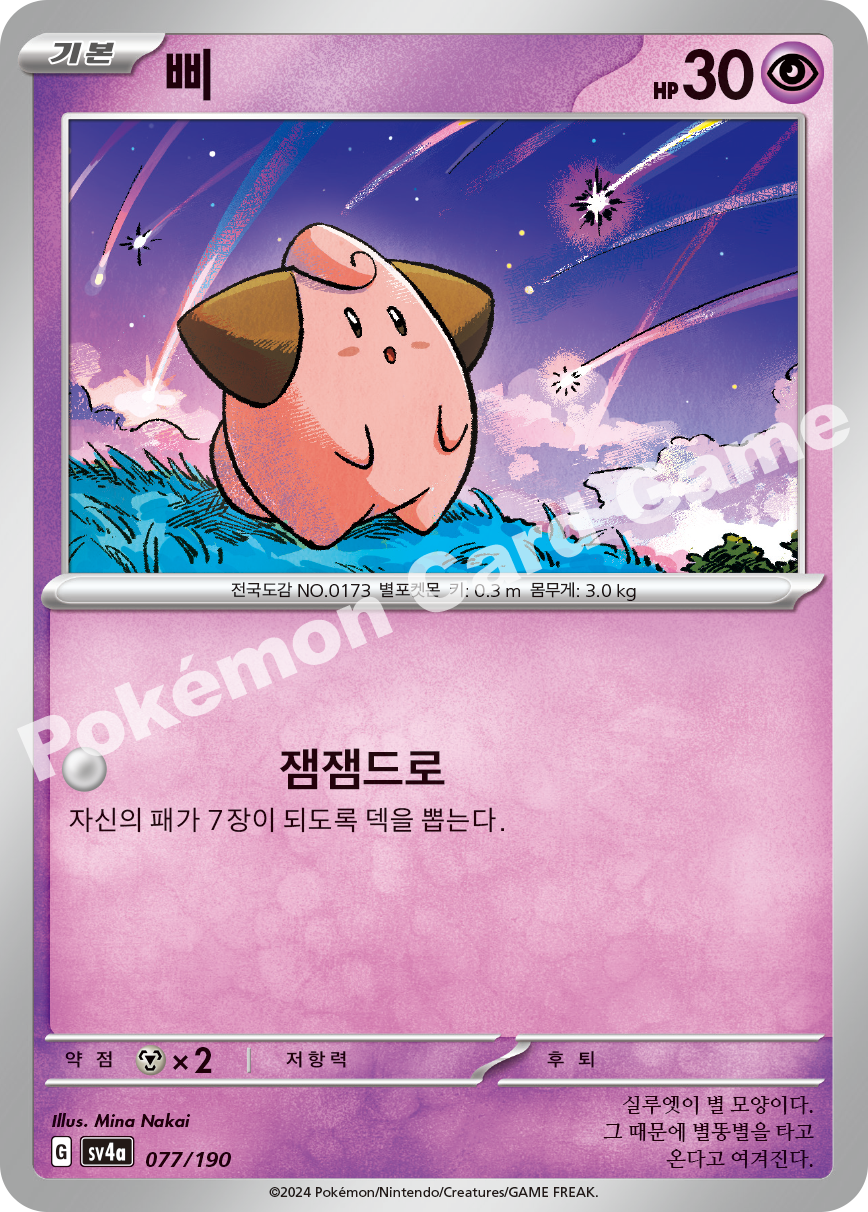 기본
삐
HP 30
전국도감 NO.0173 별포켓몬 키: 0.3 m 몸무게: 3.0 kg
Pokémon Card Game
잼잼드로
자신의 패가 7장이 되도록 덱을 뽑는다.
약점 ×2 저항력 후퇴
실루엣이 별 모양이다.
그 때문에 별똥별을 타고
온다고 여겨진다.
Illus. Mina Nakai
G sv4a 077/190
©2024 Pokémon/Nintendo/Creatures/GAME FREAK.